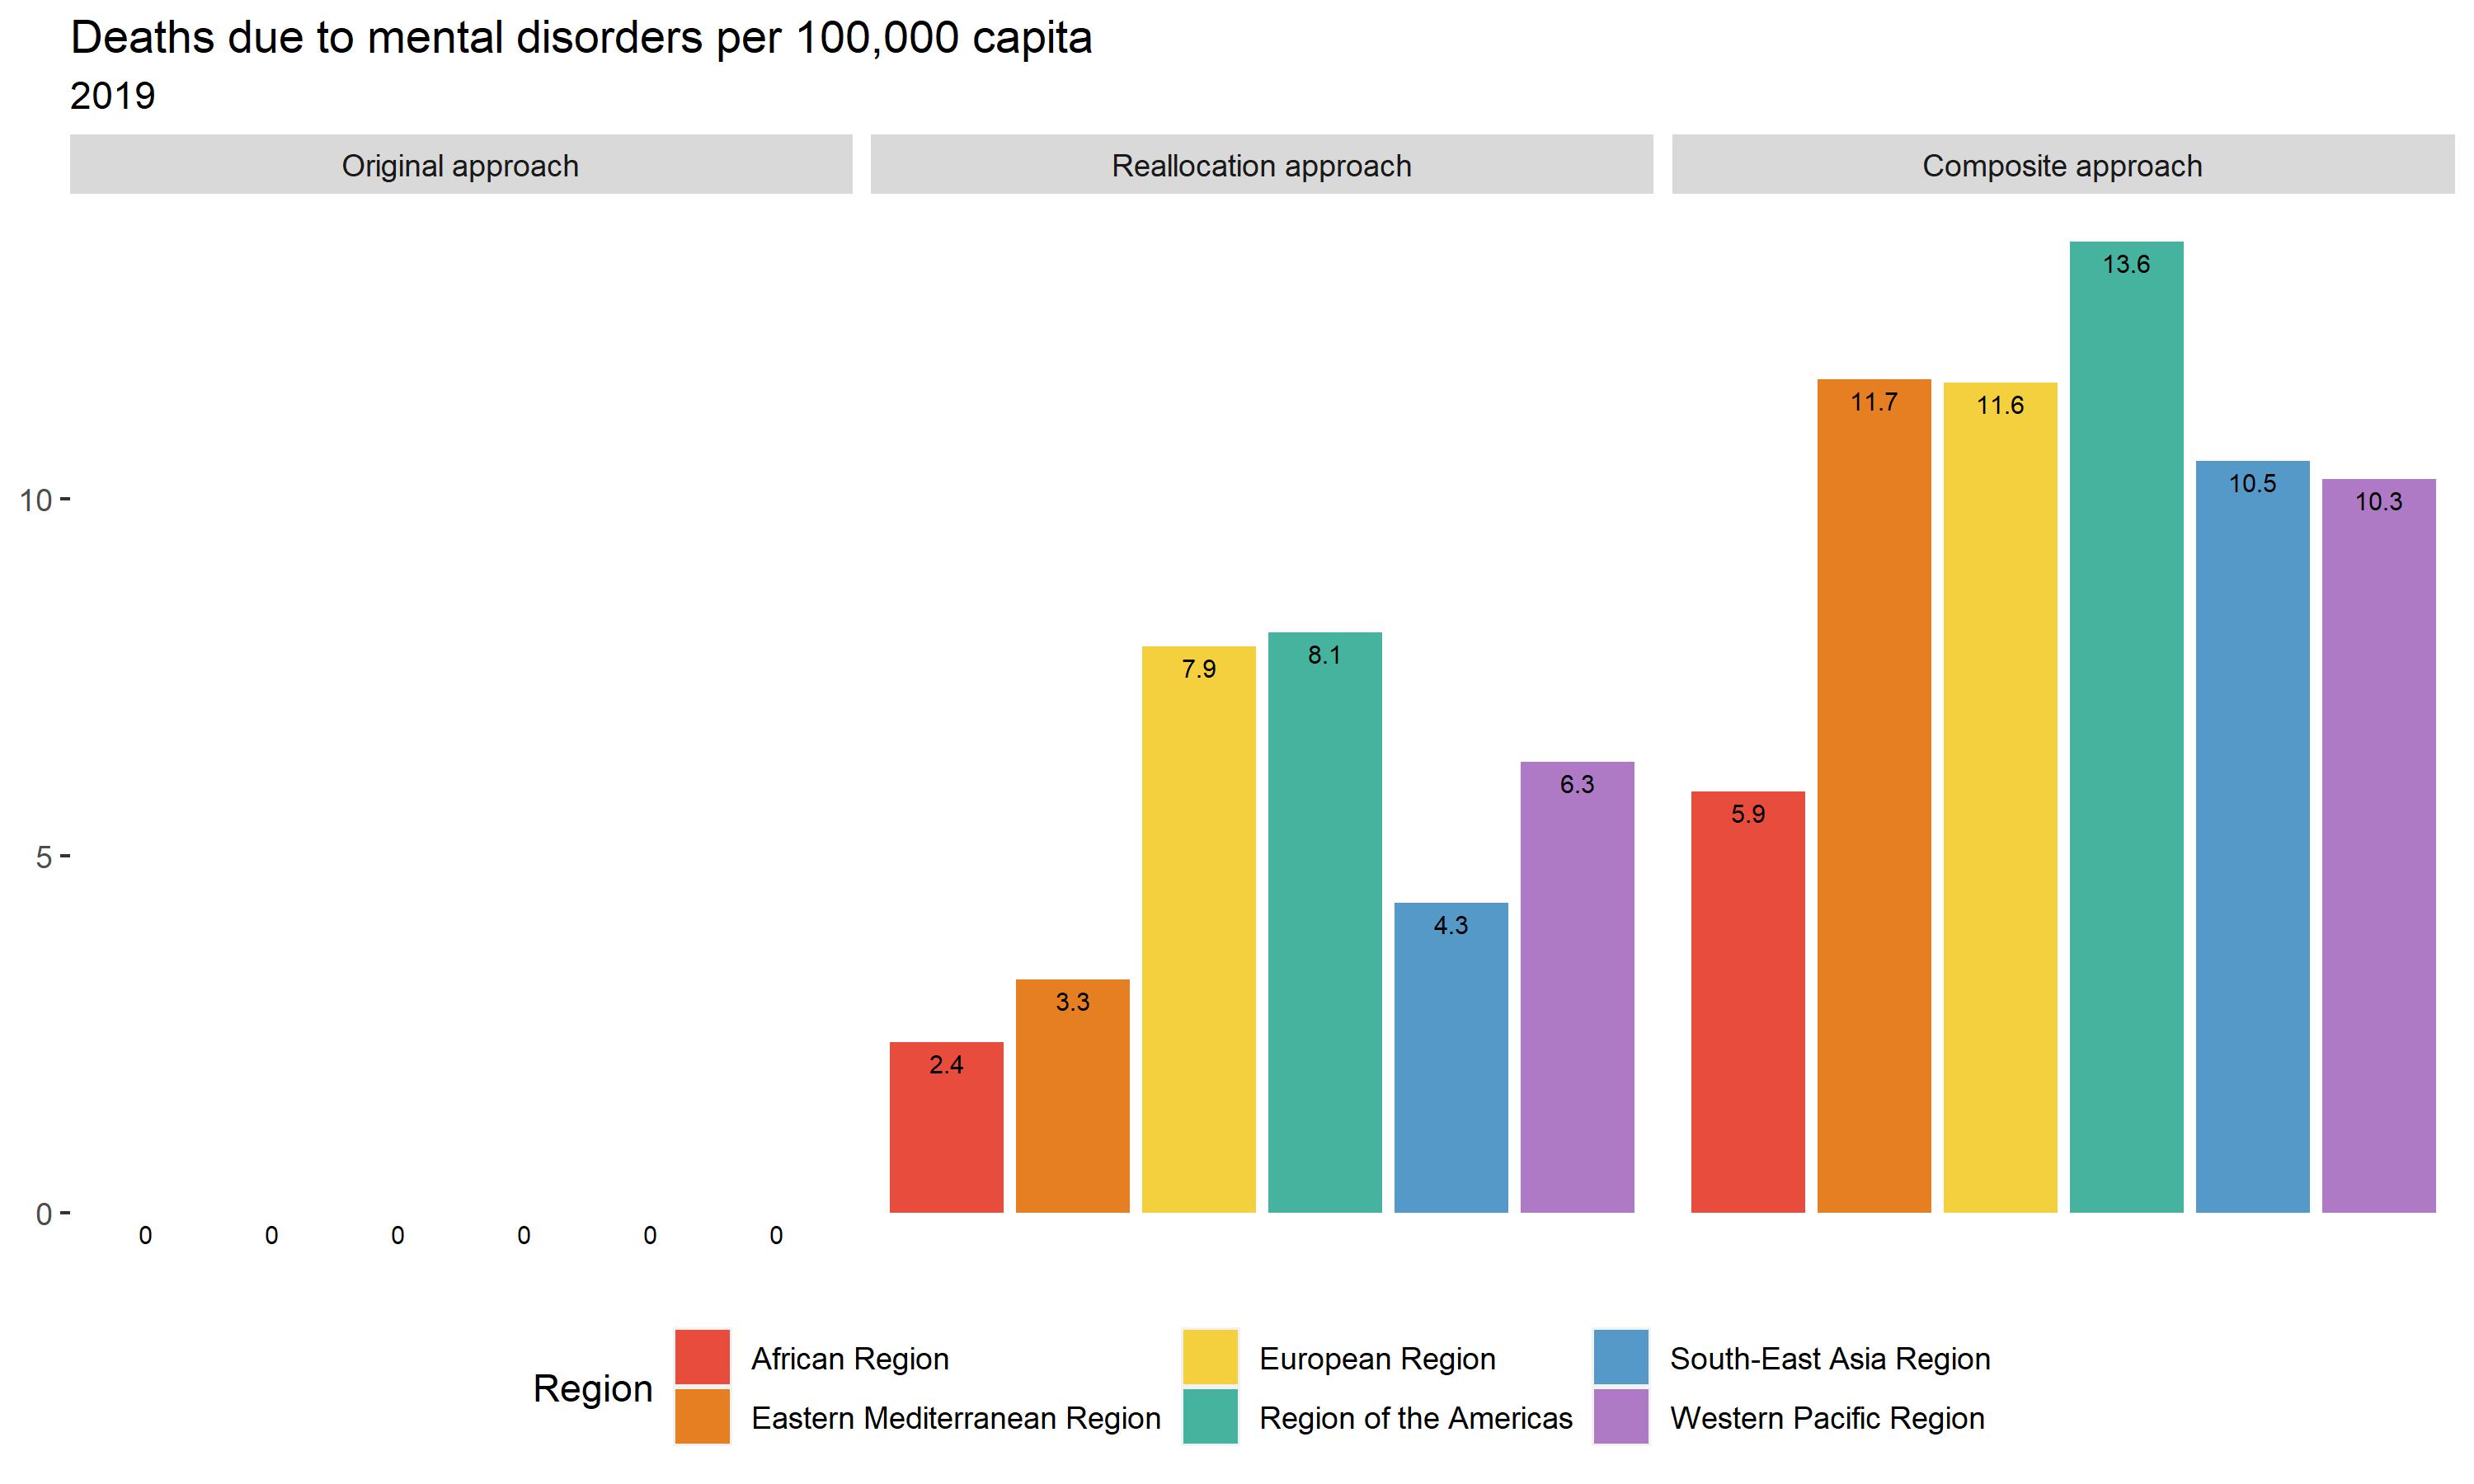 Deaths due to mental disorders per 100,000 capita
2019
Original approach
Reallocation approach
Composite approach
10
5
0
0 0 0 0 0 0
2.4 3.3 7.9 8.1 4.3 6.3
5.9 11.7 11.6 13.6 10.5 10.3
Region
African Region
Eastern Mediterranean Region
European Region
Region of the Americas
South-East Asia Region
Western Pacific Region